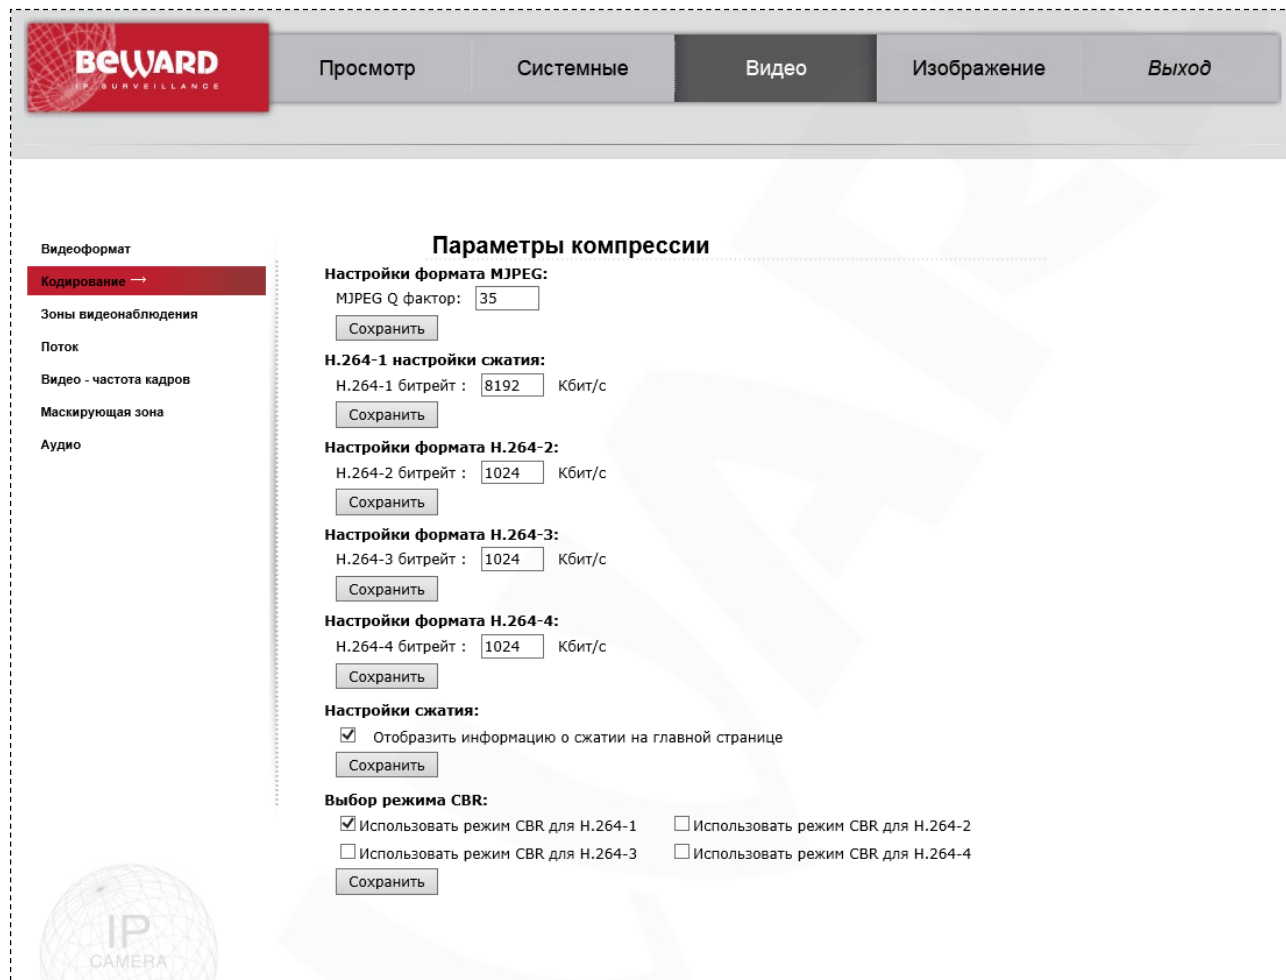 BEWARD
IP SURVEILLANCE
Просмотр Системные Видео Изображение Выход
Видеоформат
Кодирование →
Зоны видеонаблюдения
Поток
Видео - частота кадров
Маскирующая зона
Аудио
Параметры компрессии
Настройки формата MJPEG:
MJPEG Q фактор: 35
Сохранить
H.264-1 настройки сжатия:
H.264-1 битрейт : 8192 Кбит/с
Сохранить
Настройки формата H.264-2:
H.264-2 битрейт : 1024 Кбит/с
Сохранить
Настройки формата H.264-3:
H.264-3 битрейт : 1024 Кбит/с
Сохранить
Настройки формата H.264-4:
H.264-4 битрейт : 1024 Кбит/с
Сохранить
Настройки сжатия:
Отобразить информацию о сжатии на главной странице
Сохранить
Выбор режима CBR:
Использовать режим CBR для H.264-1 Использовать режим CBR для H.264-2
Использовать режим CBR для H.264-3 Использовать режим CBR для H.264-4
Сохранить
IP
CAMERA